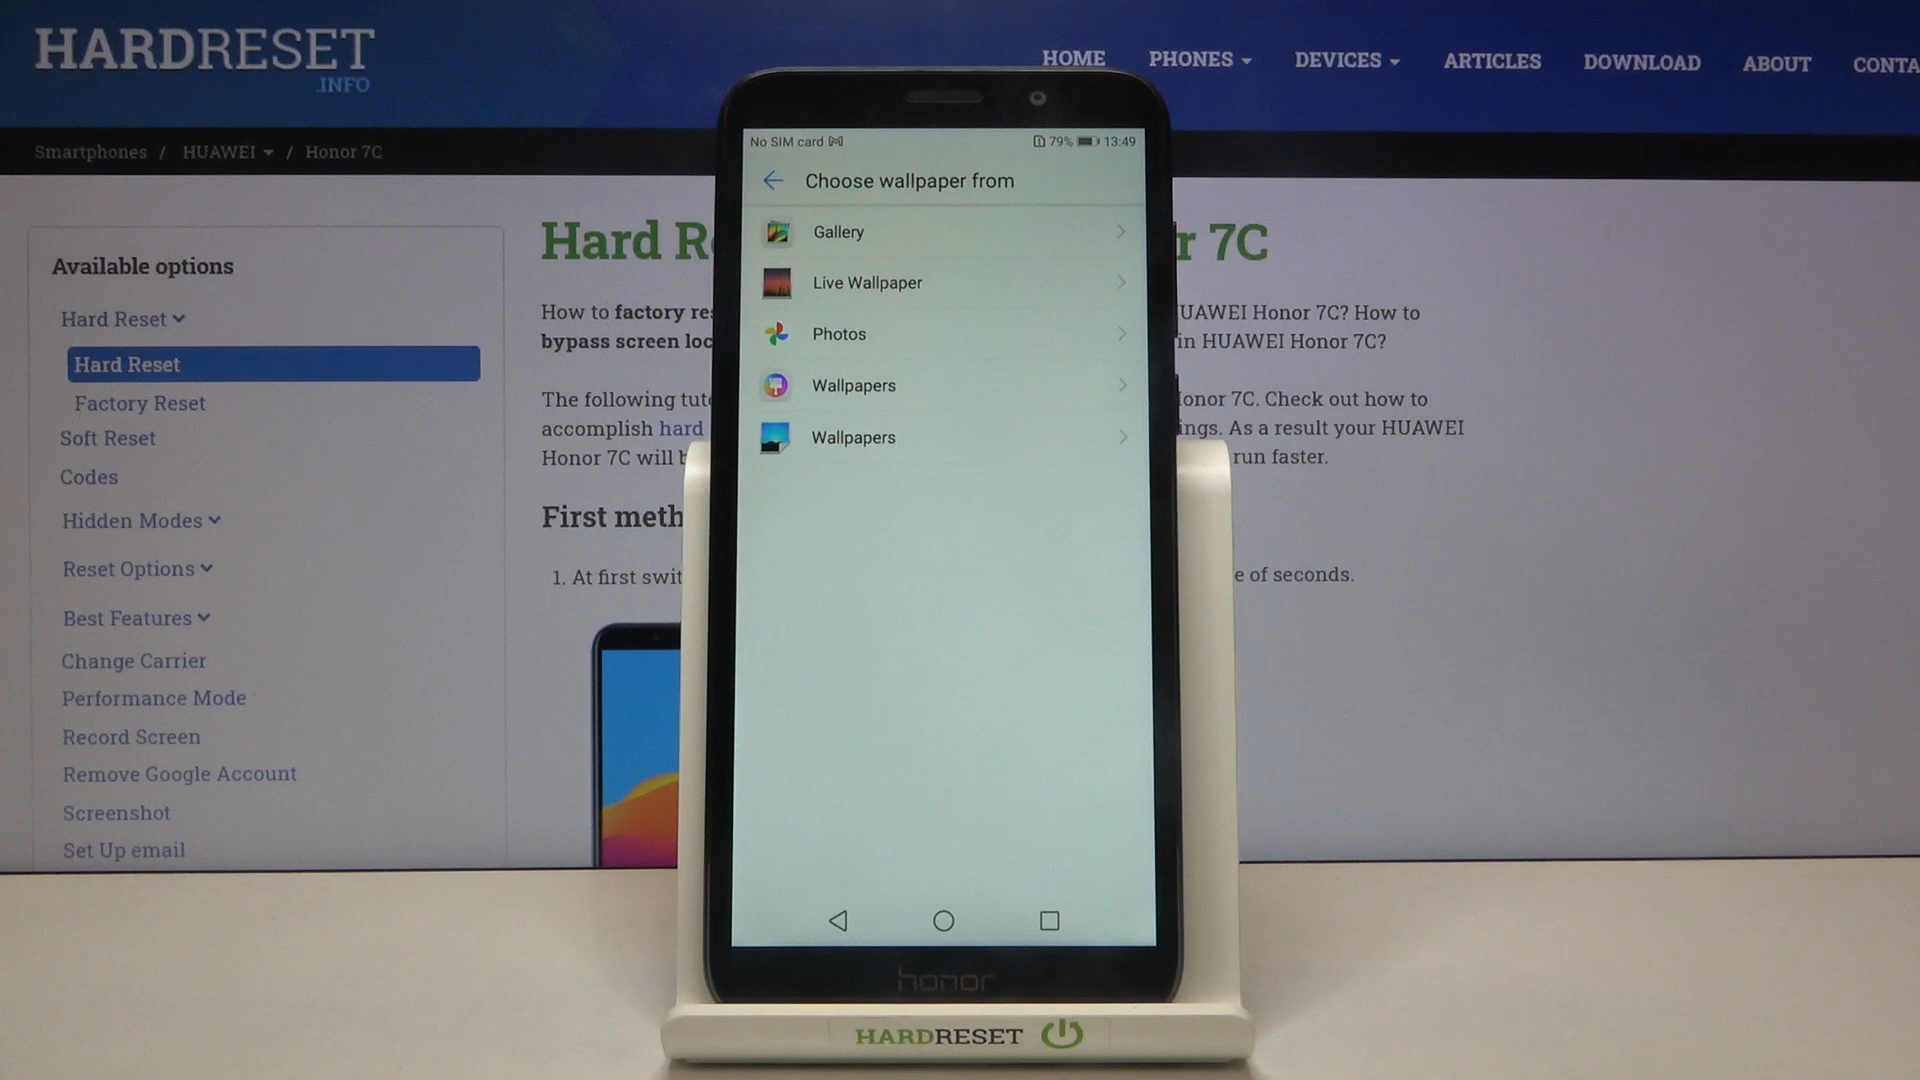 HARDRESET
.INFO
HOME PHONES DEVICES ARTICLES DOWNLOAD ABOUT CONTA
Smartphones / HUAWEI / Honor 7C
Available options
Hard Reset
Hard Reset
Factory Reset
Soft Reset
Codes
Hidden Modes
Reset Options
Best Features
Change Carrier
Performance Mode
Record Screen
Remove Google Account
Screenshot
Set Up email
Hard R r 7C
How to factory re UAWEI Honor 7C? How to
bypass screen loc in HUAWEI Honor 7C?
The following tut onor 7C. Check out how to
accomplish hard ings. As a result your HUAWEI
Honor 7C will b run faster.
First meth
1. At first swit e of seconds.
No SIM card 79% 13:49
Choose wallpaper from
Gallery
Live Wallpaper
Photos
Wallpapers
Wallpapers
honor
HARDRESET